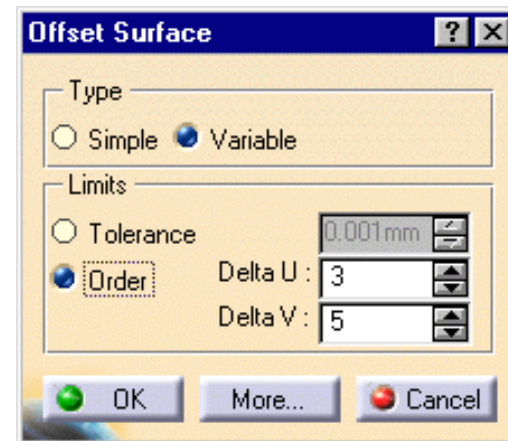 Offset Surface ? X
Type
Simple Variable
Limits
Tolerance 0.001mm
Order Delta U : 3
Delta V : 5
OK More... Cancel